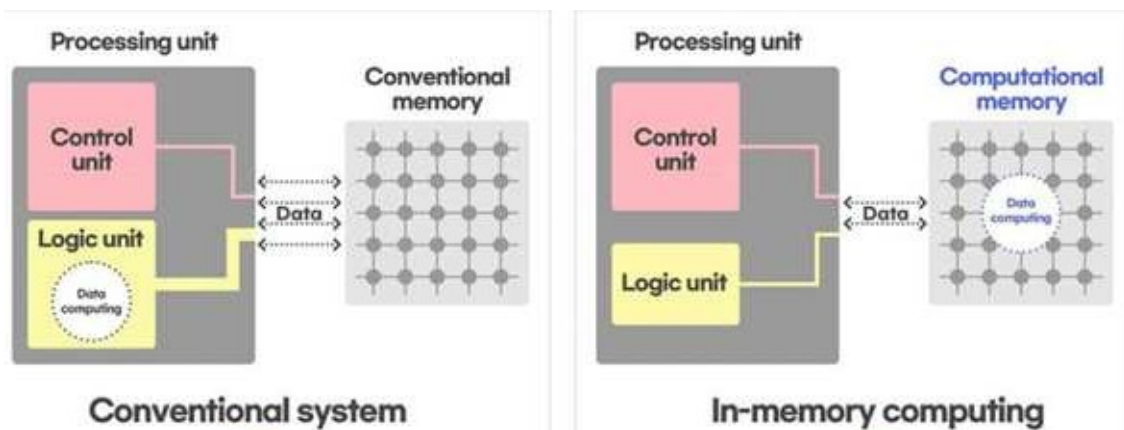 Processing unit
Conventional
memory
Control
unit
Data
Logic unit
Data
computing
Conventional system
Processing unit
Computational
memory
Control
unit
Data
Data
computing
Logic unit
In-memory computing